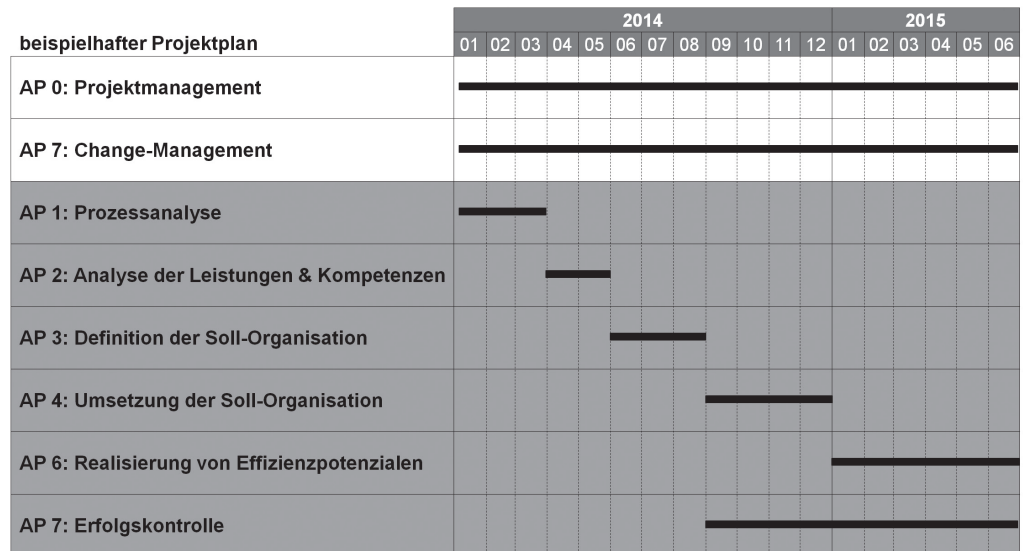 2014 2015
beispielhafter Projektplan 01 02 03 04 05 06 07 08 09 10 11 12 01 02 03 04 05 06
AP 0: Projektmanagement
AP 7: Change-Management
AP 1: Prozessanalyse
AP 2: Analyse der Leistungen & Kompetenzen
AP 3: Definition der Soll-Organisation
AP 4: Umsetzung der Soll-Organisation
AP 6: Realisierung von Effizienzpotenzialen
AP 7: Erfolgskontrolle